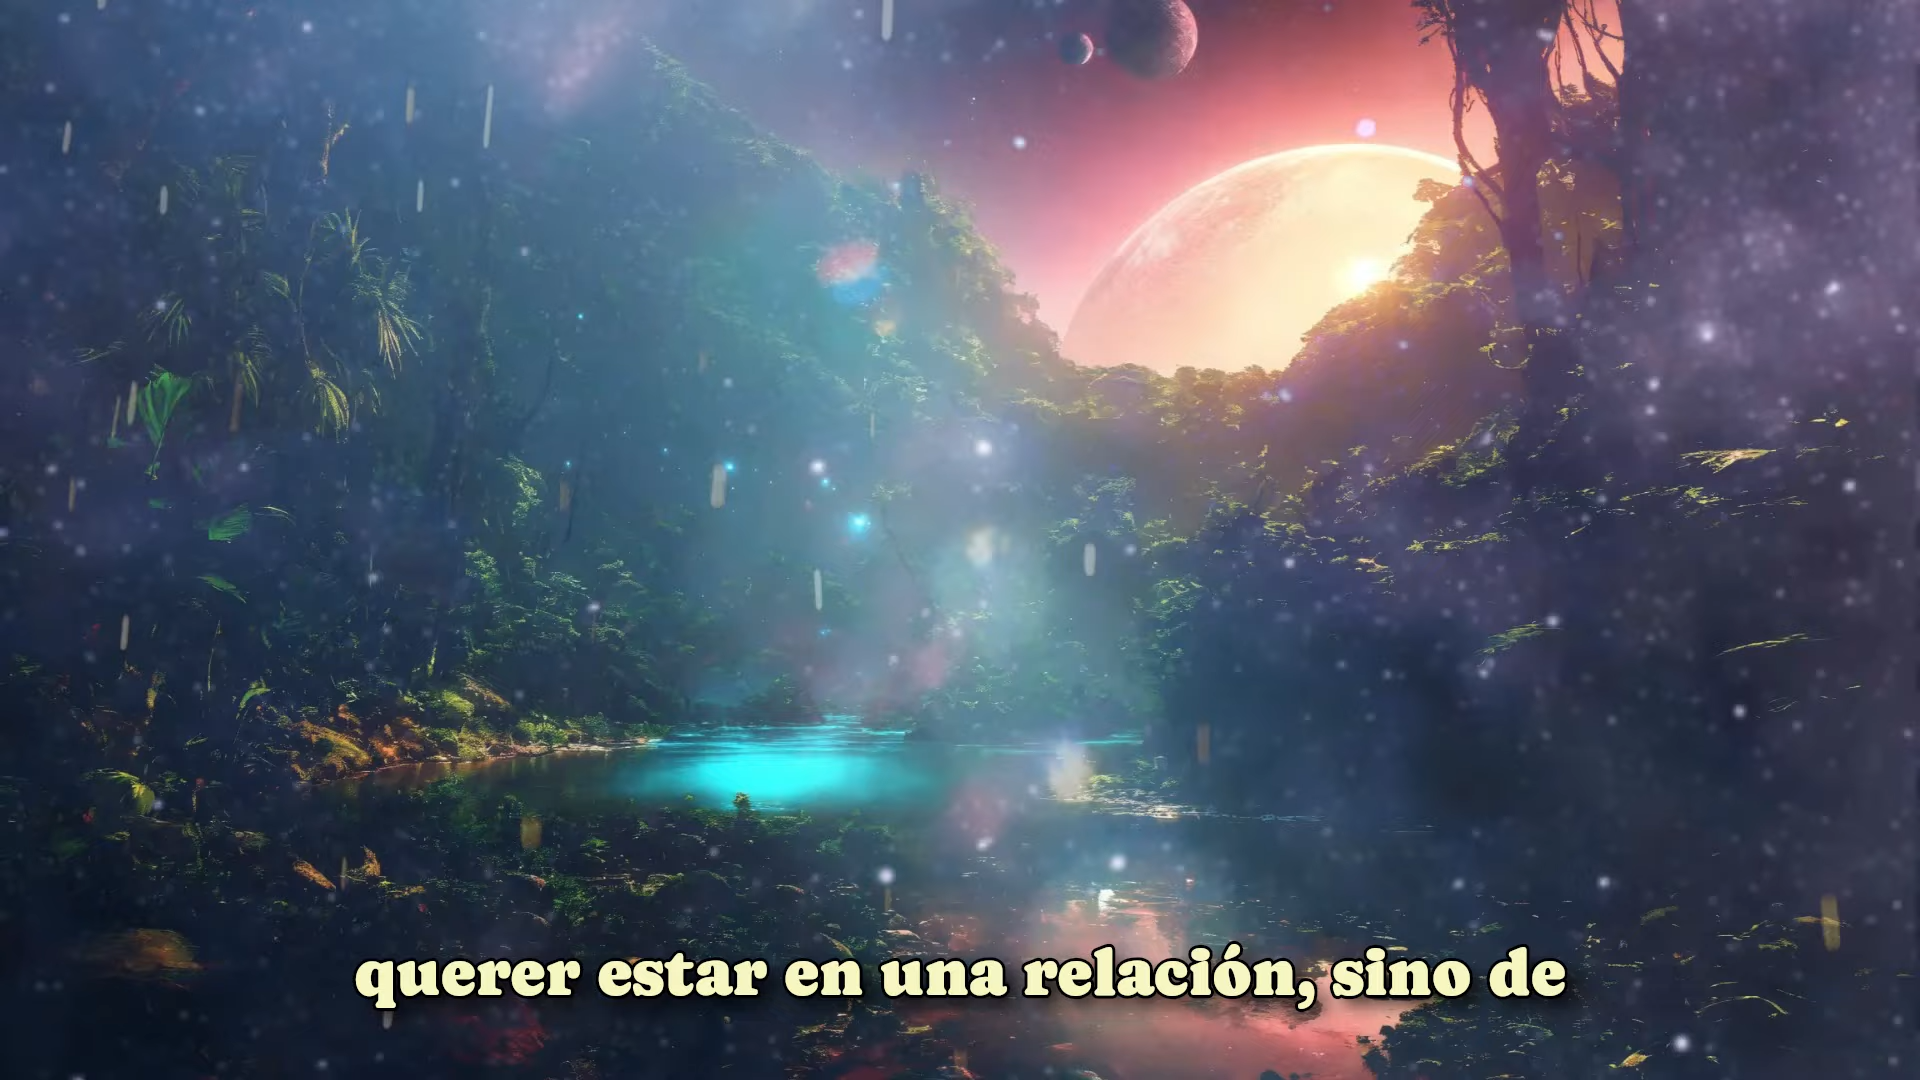 querer estar en una relación, sino de